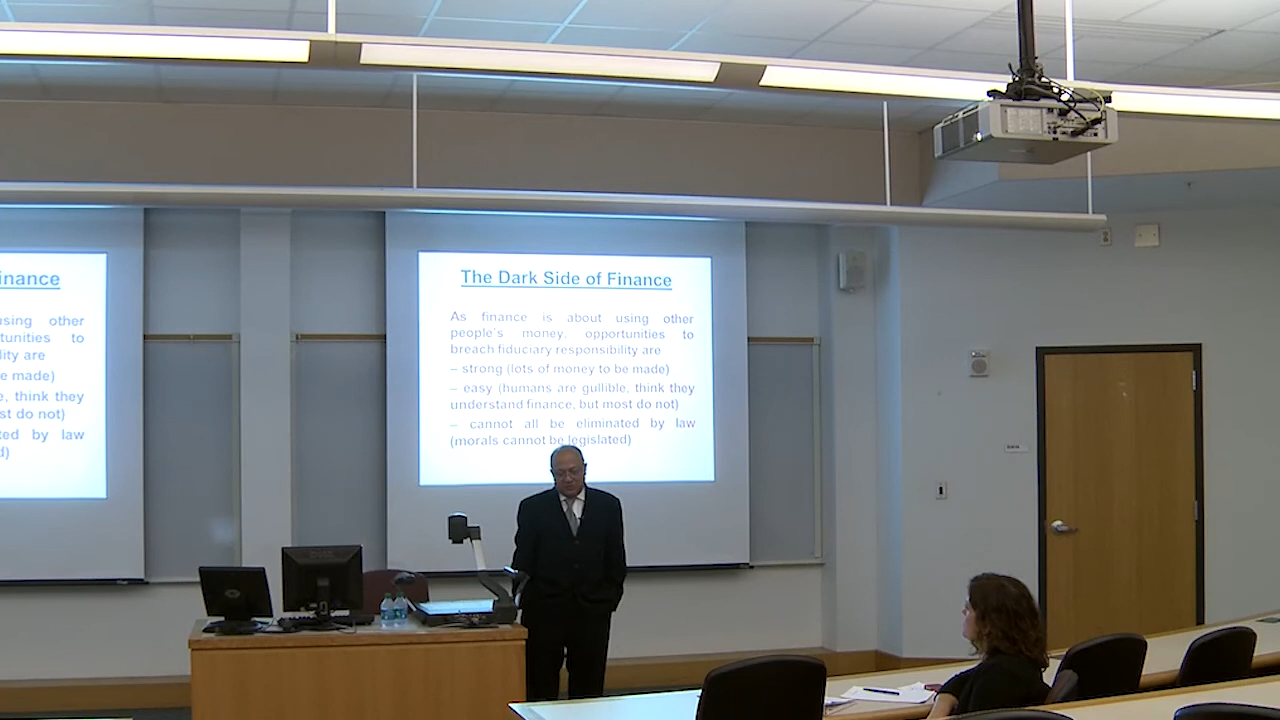 inance
using other
tunities to
lity are
e made)
e, think they
st do not)
ted by law
d)
The Dark Side of Finance
As finance is about using other
people's money, opportunities to
breach fiduciary responsibility are
– strong (lots of money to be made)
– easy (humans are gullible, think they
understand finance, but most do not)
– cannot all be eliminated by law
(morals cannot be legislated)